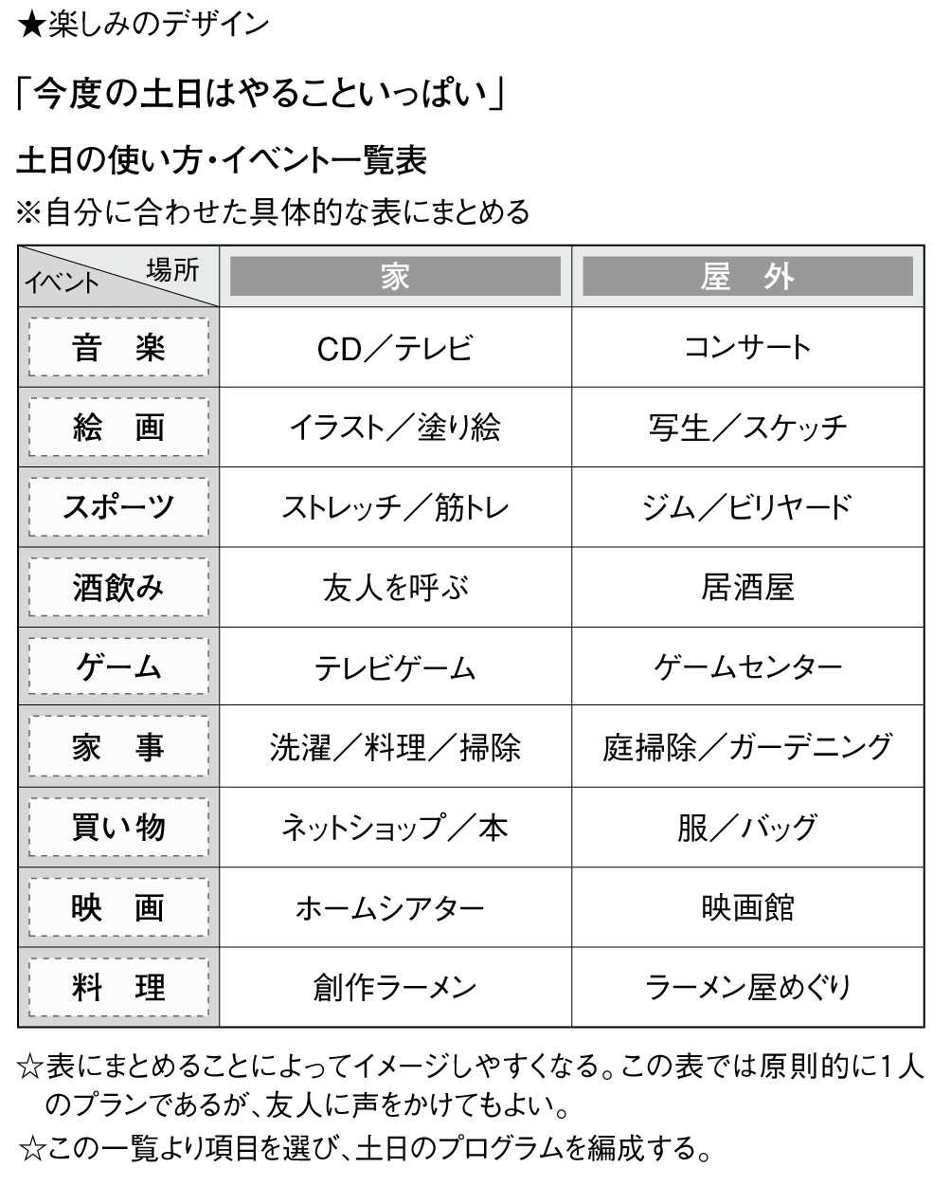 ★楽しみのデザイン
「今度の土日はやることいっぱい」
土日の使い方・イベント一覧表
※自分に合わせた具体的な表にまとめる
イベント 場所 家 屋 外
音 楽 CD／テレビ コンサート
絵 画 イラスト／塗り絵 写生／スケッチ
スポーツ ストレッチ／筋トレ ジム／ビリヤード
酒飲み 友人を呼ぶ 居酒屋
ゲーム テレビゲーム ゲームセンター
家 事 洗濯／料理／掃除 庭掃除／ガーデニング
買い物 ネットショップ／本 服／バッグ
映 画 ホームシアター 映画館
料 理 創作ラーメン ラーメン屋めぐり
☆表にまとめることによってイメージしやすくなる。この表では原則的に1人
のプランであるが、友人に声をかけてもよい。
☆この一覧より項目を選び、土日のプログラムを編成する。